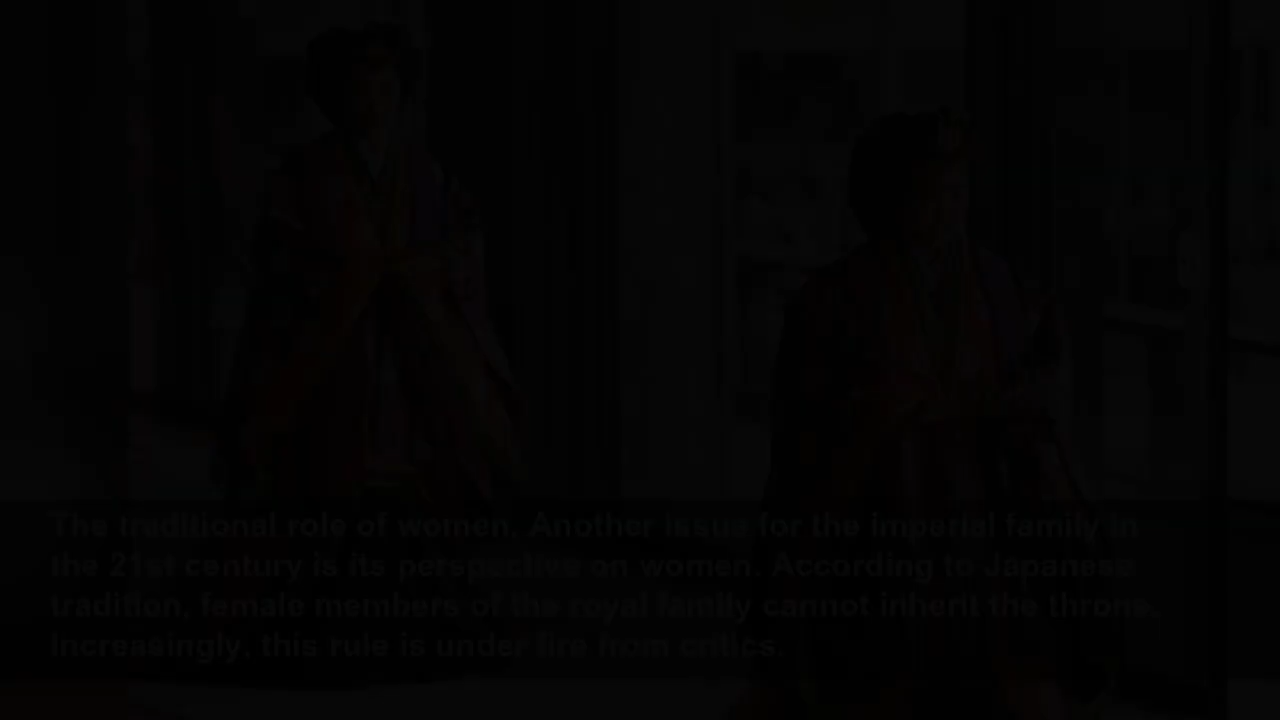 The traditional role of women. Another issue for the imperial family in
the 21st century is its perspective on women. According to Japanese
tradition, female members of the royal family cannot inherit the throne.
Increasingly, this rule is under fire from critics.